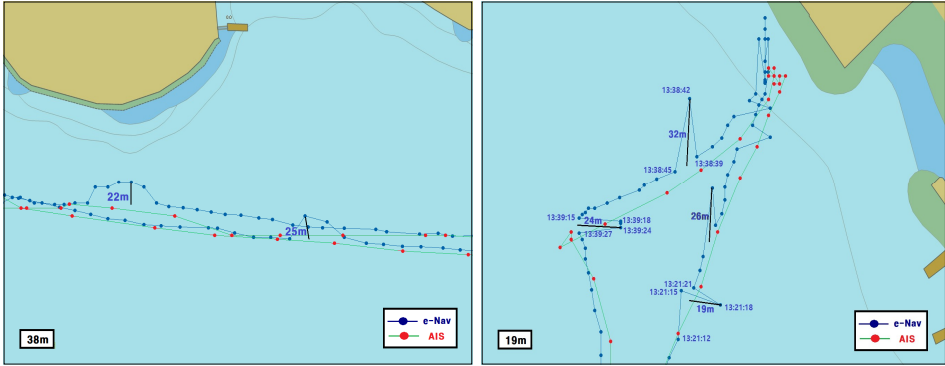 22m
25m
38m
e-Nav
AIS
13:38:42
32m
13:38:39
13:38:45
13:39:15
24m
13:39:18
13:39:24
13:39:27
26m
13:21:21
13:21:15
19m
13:21:18
13:21:12
19m
e-Nav
AIS